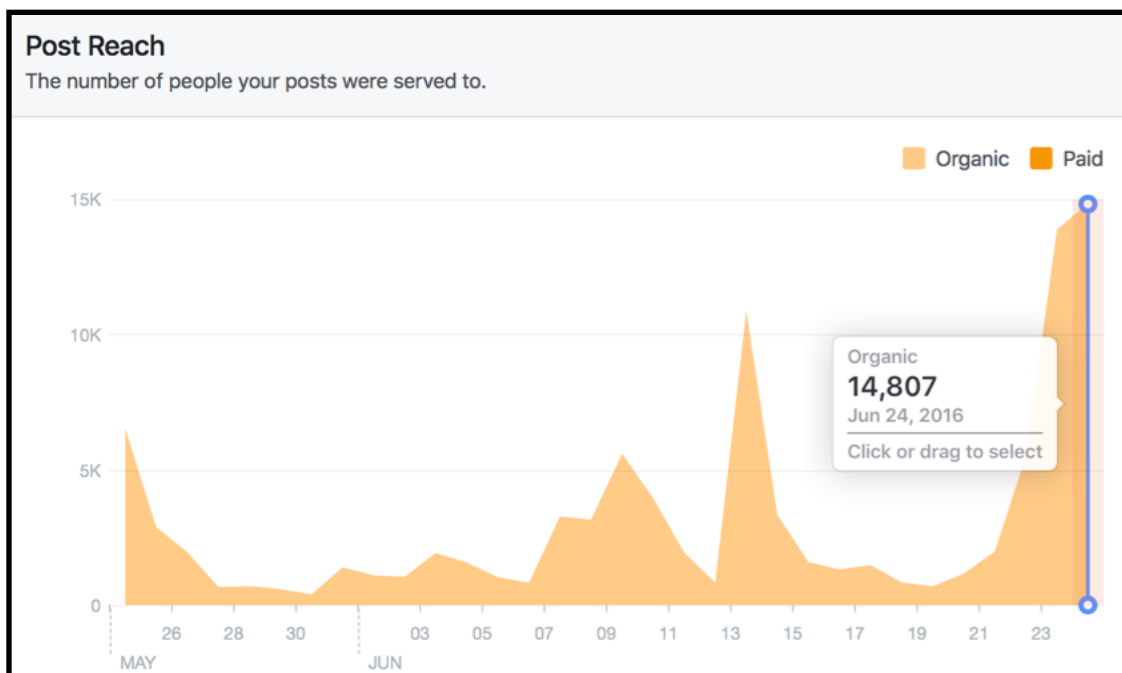 Post Reach
The number of people your posts were served to.
Organic Paid
15K
10K
5K
0
Organic
14,807
Jun 24, 2016
Click or drag to select
26 28 30 03 05 07 09 11 13 15 17 19 21 23
MAY JUN